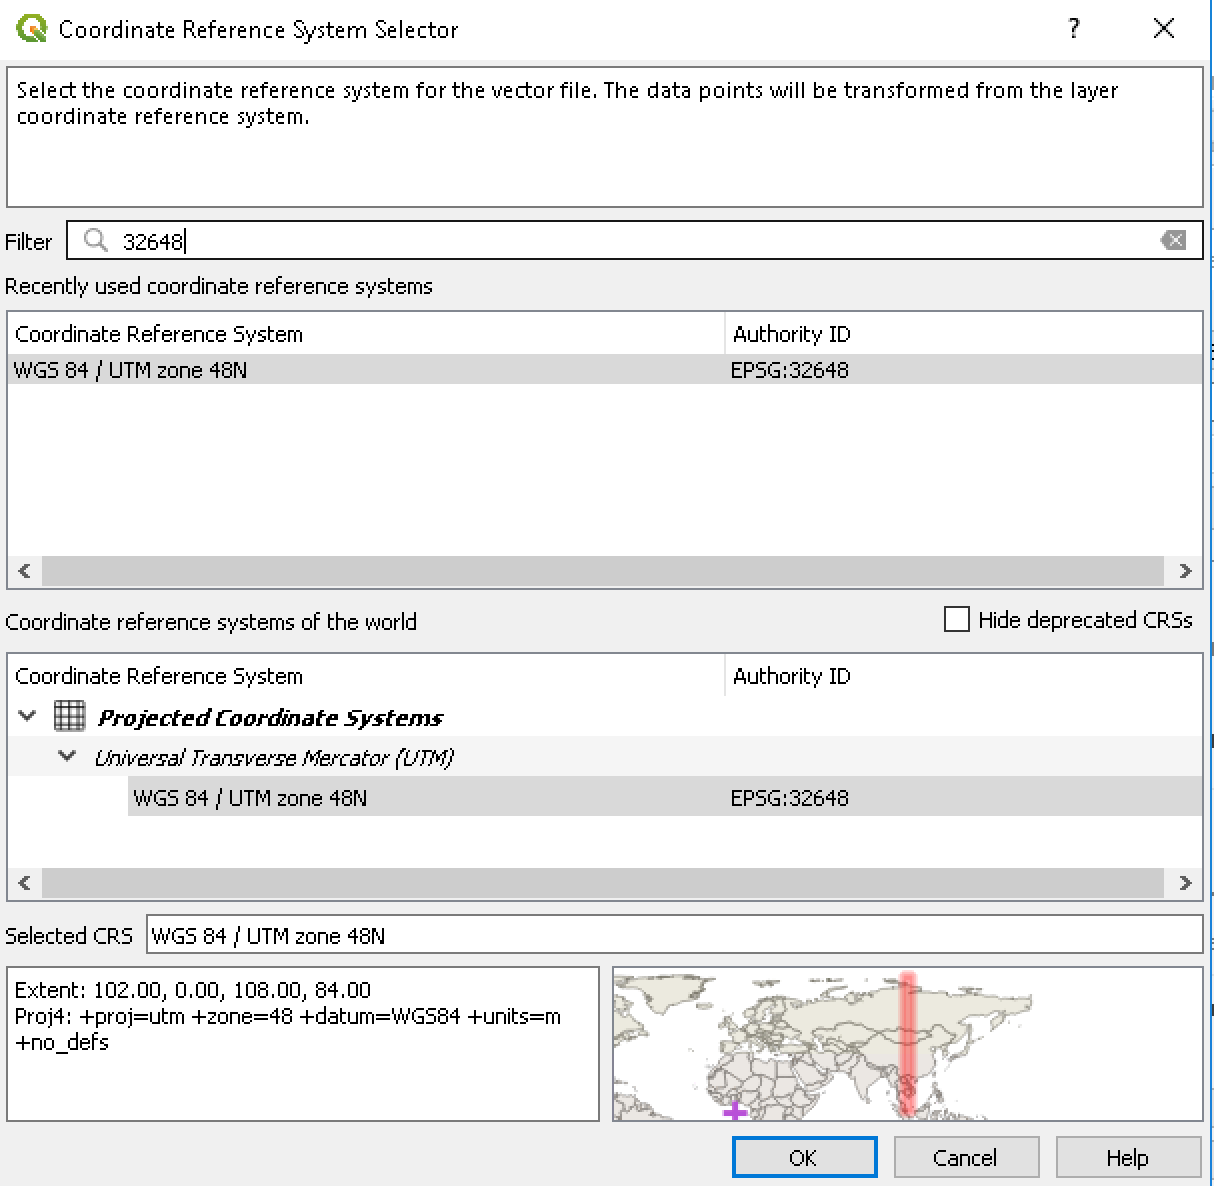 Coordinate Reference System Selector
?
Select the coordinate reference system for the vector file. The data points will be transformed from the layer
coordinate reference system.
Filter 32648
Recently used coordinate reference systems
Coordinate Reference System Authority ID
WGS 84 / UTM zone 48N EPSG:32648
Coordinate reference systems of the world Hide deprecated CRSs
Coordinate Reference System Authority ID
Projected Coordinate Systems
Universal Transverse Mercator (UTM)
WGS 84 / UTM zone 48N EPSG:32648
Selected CRS WGS 84 / UTM zone 48N
Extent: 102.00, 0.00, 108.00, 84.00
Proj4: +proj=utm +zone=48 +datum=WGS84 +units=m
+no_defs
OK Cancel Help